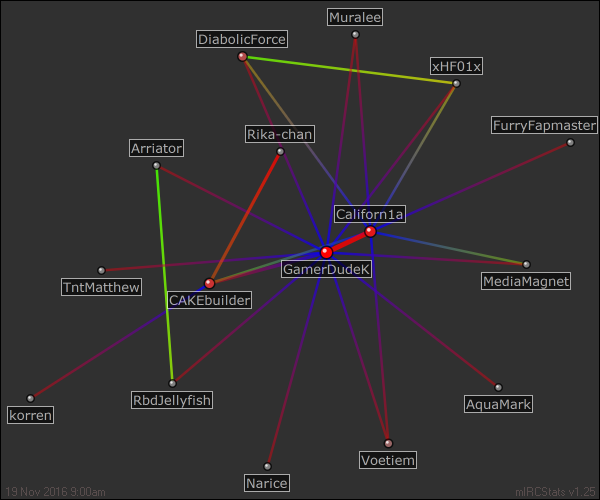 Muralee
DiabolicForce
xHF01x
Rika-chan
FurryFapmaster
Arriator
Californ1a
GamerDudeK
TntMatthew
MediaMagnet
CAKEbuilder
RbdJellyfish
AquaMark
korren
Voetiem
Narice
19 Nov 2016 9:00am
mIRCStats v1.25